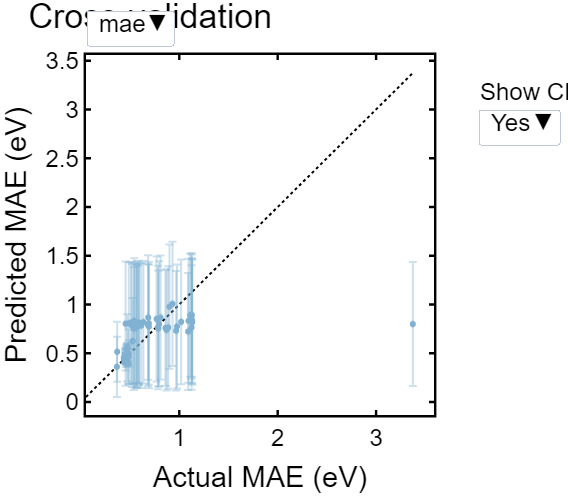 Cross validation
mae▼
3.5
3
2.5
2
1.5
1
0.5
0
Predicted MAE (eV)
1 2 3
Actual MAE (eV)
Show CI
Yes ▼